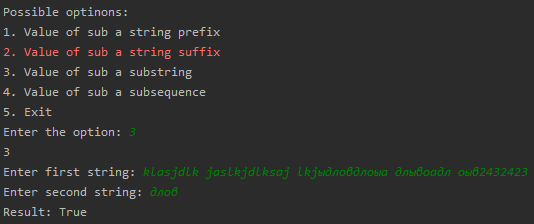 Possible optinons:
1. Value of sub a string prefix
2. Value of sub a string suffix
3. Value of sub a substring
4. Value of sub a subsequence
5. Exit
Enter the option: 3
3
Enter first string: klasjdlk jaslkjdlksaj lkjыдловдлоыа длывоадл оыв2432423
Enter second string: длов
Result: True